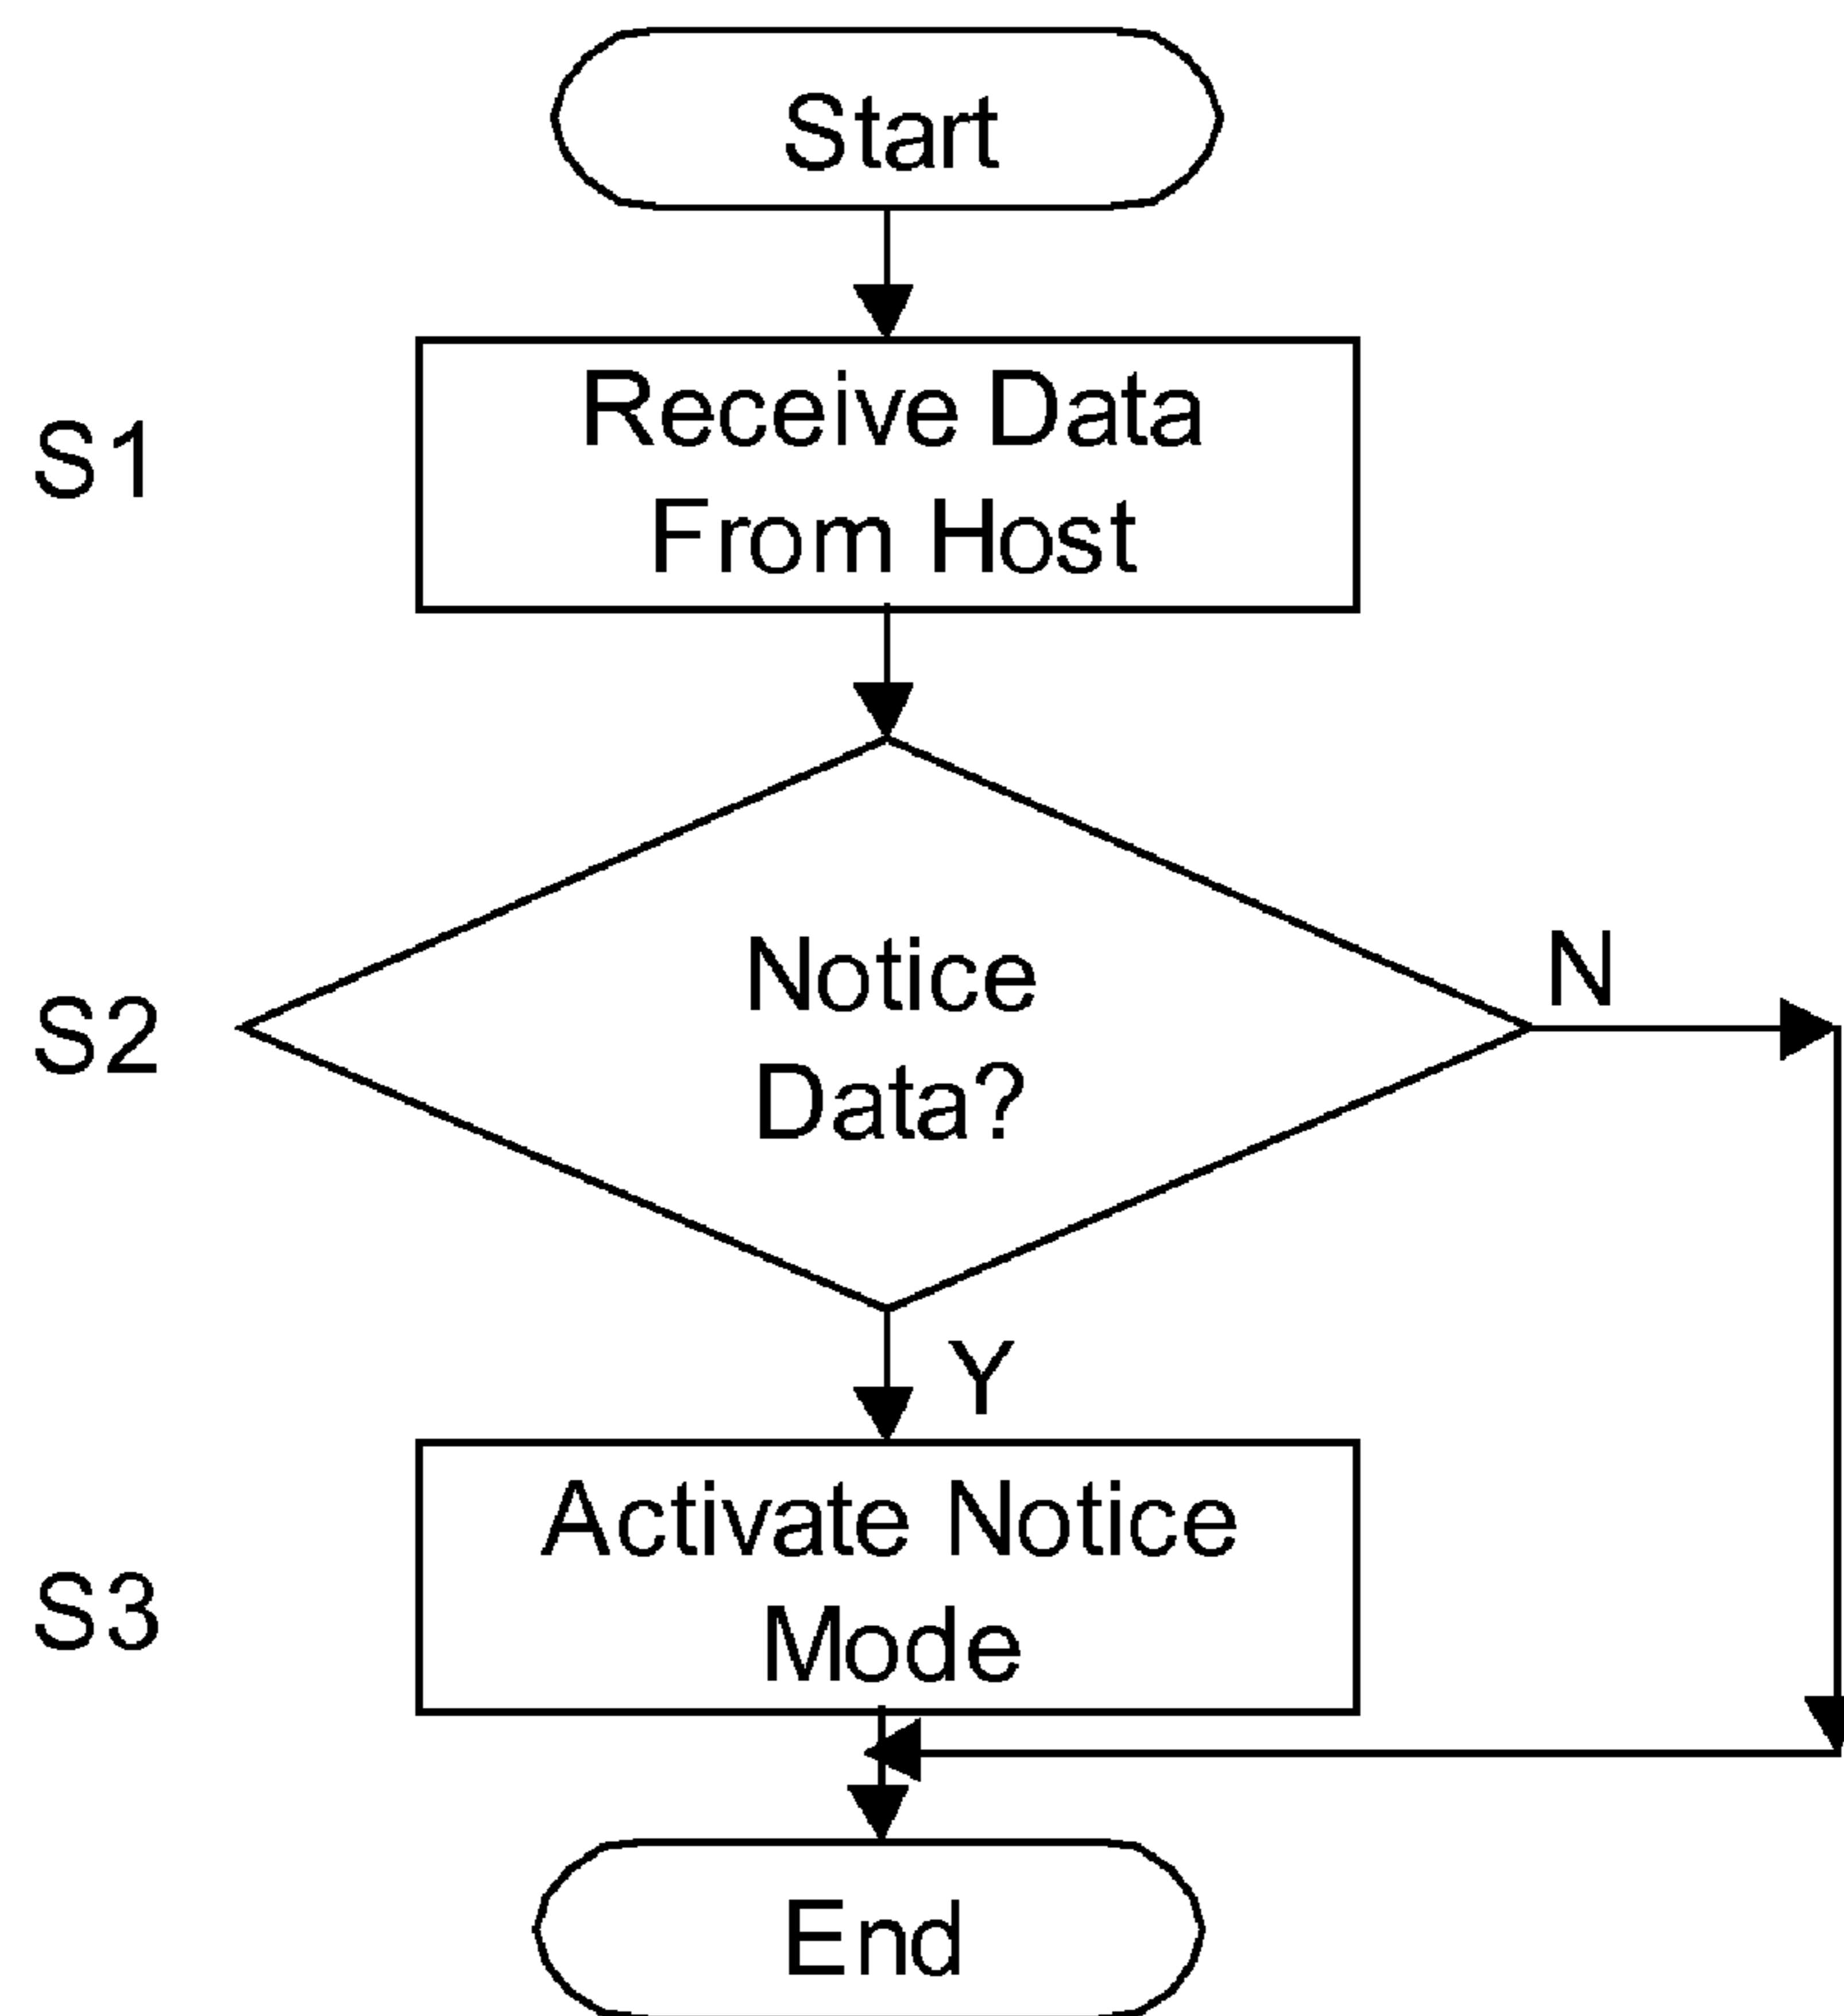 Start
S1
Receive Data
From Host
S2
Notice
Data?
N
Y
S3
Activate Notice
Mode
End